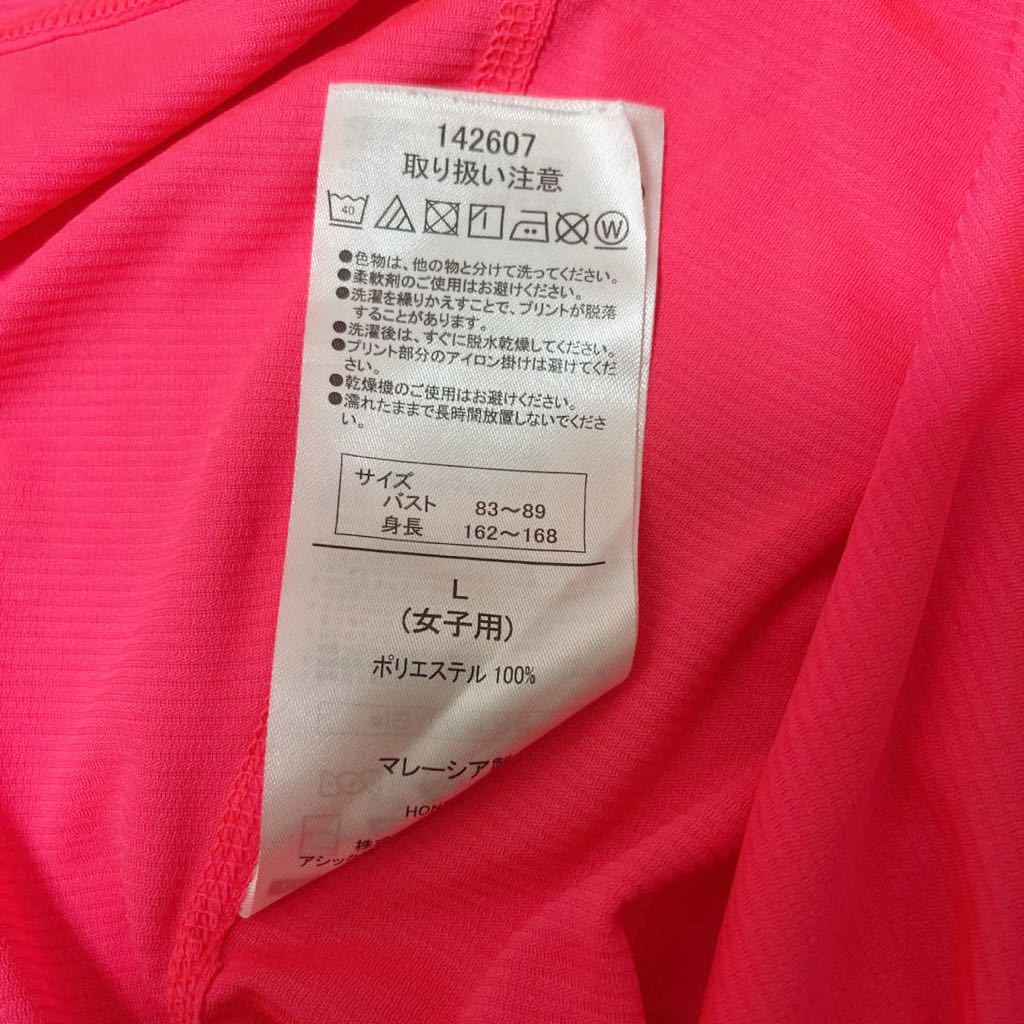 142607
取り扱い注意
40
W
●色物は、他の物と分けて洗ってください。
●柔軟剤のご使用はお避けください。
●洗濯を繰りかえすことで、プリントが脱落
することがあります。
●洗濯後は、すぐに脱水乾燥してください。
●プリント部分のアイロン掛けは避けてくだ
さい。
●乾燥機のご使用はお避けください。
●濡れたままで長時間放置しないでくださ
い。
サイズ
バスト 83～89
身長 162～168
L
(女子用)
ポリエステル 100%
マレーシア
HON
株
アシック